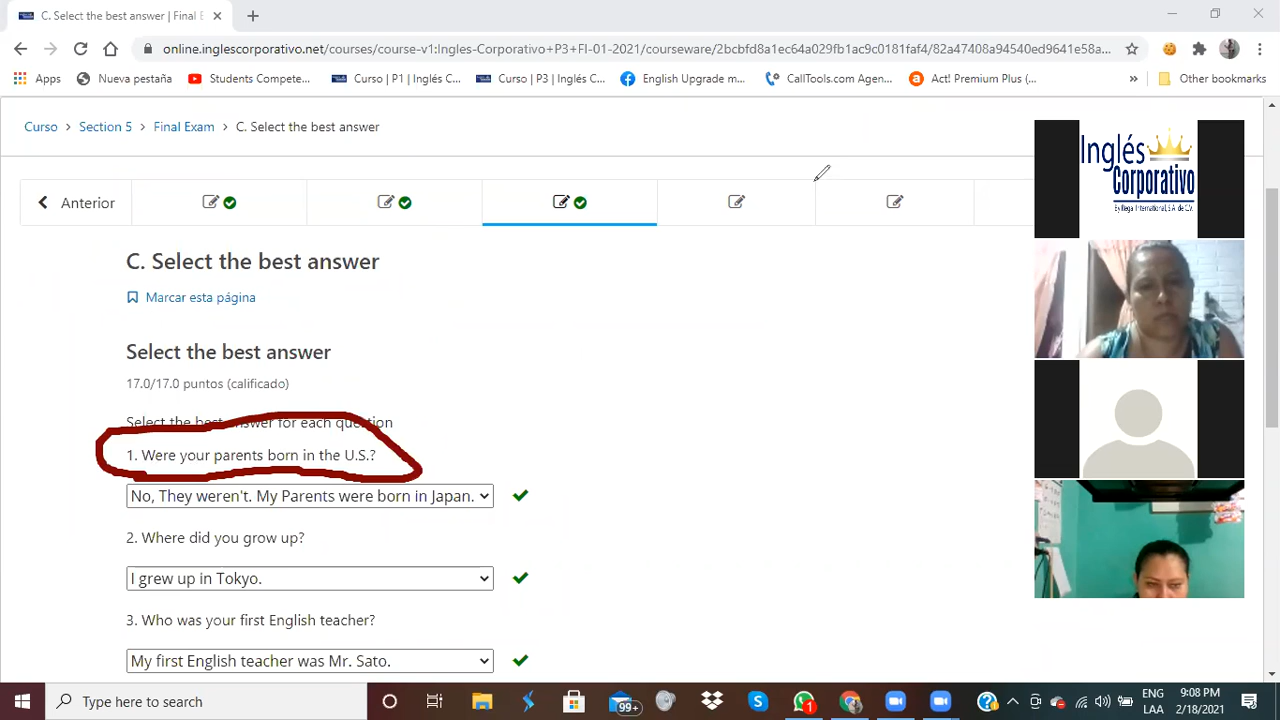 C. Select the best answer | Final E
online.inglescorporativo.net/courses/course-v1:Ingles-Corporativo+P3+FI-01-2021/courseware/2bcbfd8a1ec64a029fb1ac9c0181faf4/82a47408a94540ed9641e58a...
Apps Nueva pestaña Students Compete... Curso | P1 | Inglés C... Curso | P3 | Inglés C... English Upgrade m... CallTools.com Agen... Act! Premium Plus (... » Other bookmarks
Curso > Section 5 > Final Exam > C. Select the best answer
Anterior
C. Select the best answer
Marcar esta página
Select the best answer
17.0/17.0 puntos (calificado)
Select the best answer for each question
1. Were your parents born in the U.S.?
No, They weren't. My Parents were born in Japan.
2. Where did you grow up?
I grew up in Tokyo.
3. Who was your first English teacher?
My first English teacher was Mr. Sato.
Inglés
Corporativo
By Rega International, S.A. de C.V.
Type here to search
99+
1
ENG
LAA
9:08 PM
2/18/2021